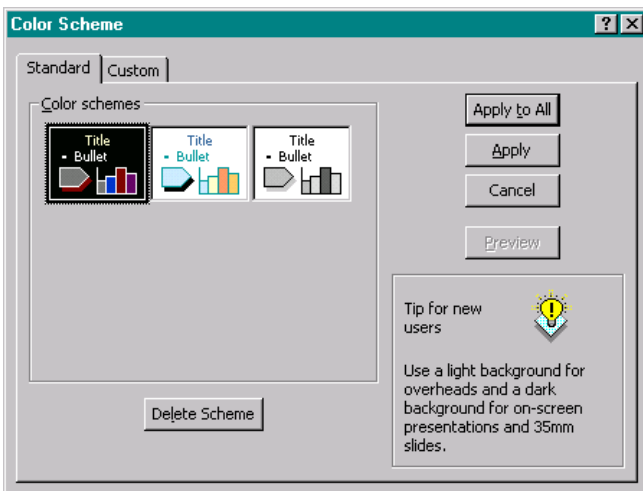 Color Scheme
Standard
Custom
Color schemes
Title
Bullet
Title
Bullet
Title
Bullet
Delete Scheme
Apply to All
Apply
Cancel
Preview
Tip for new
users
Use a light background for
overheads and a dark
background for on-screen
presentations and 35mm
slides.